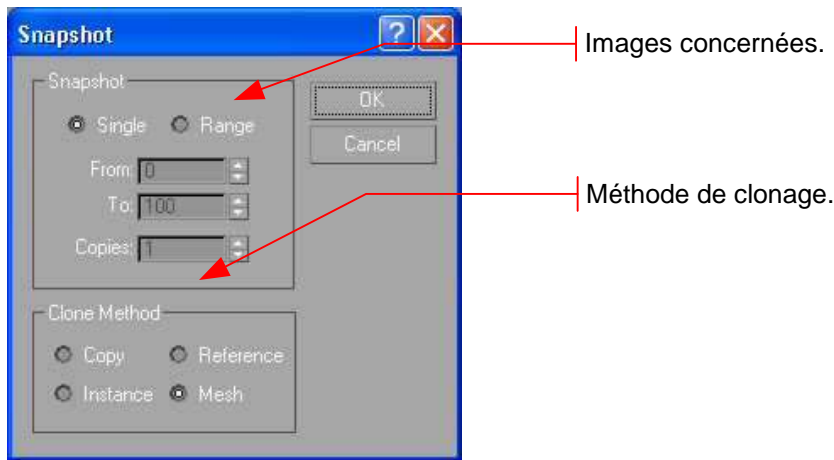 Snapshot
Images concernées.
Snapshot
OK
Single Range
Cancel
From: 0
To: 100
Méthode de clonage.
Copies: 1
Clone Method
Copy Reference
Instance Mesh